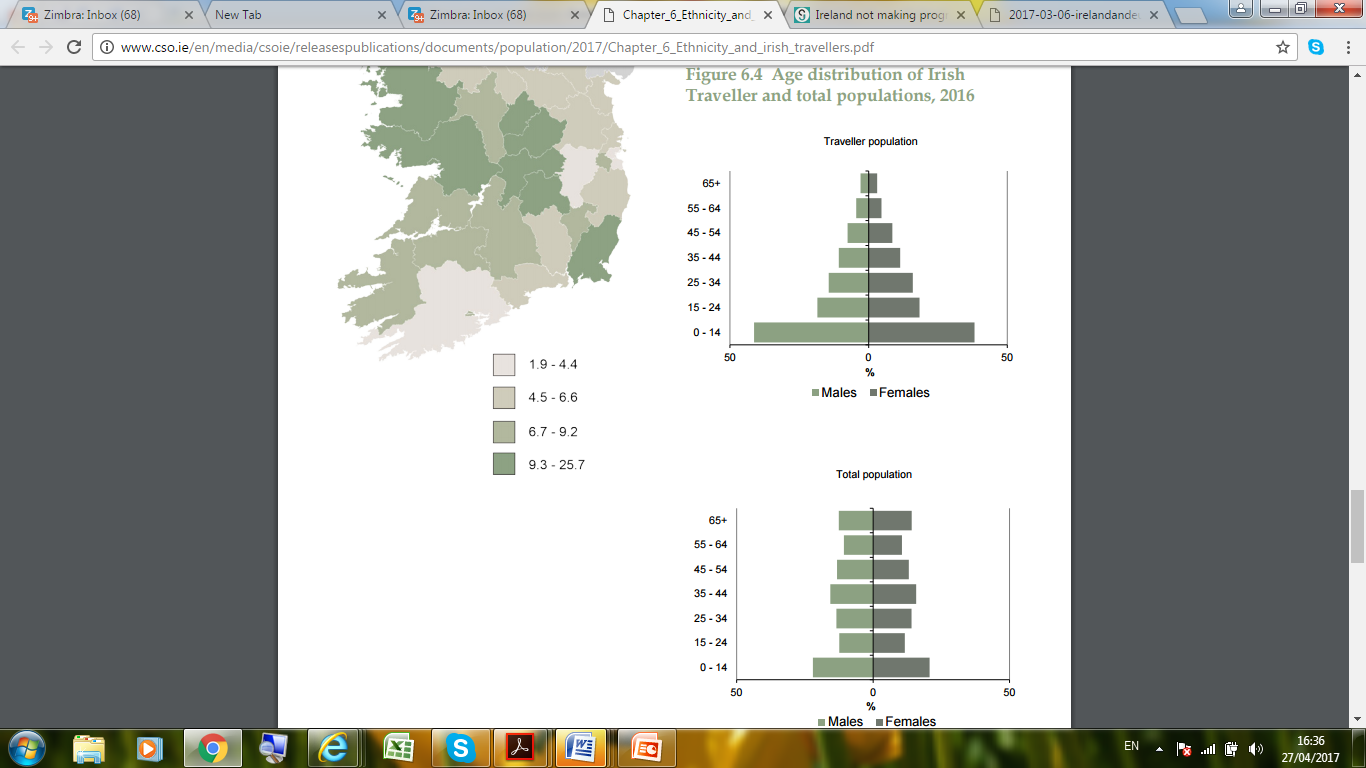 Zimbra: Inbox (68)
New Tab
Zimbra: Inbox (68)
Chapter_6_Ethnicity_and_
Ireland not making prog
2017-03-06-irelandande
www.cso.ie/en/media/csoie/releasespublications/documents/population/2017/Chapter_6_Ethnicity_and_irish_travellers.pdf
1.9 - 4.4
4.5 - 6.6
6.7 - 9.2
9.3 - 25.7
Figure 6.4 Age distribution of Irish
Traveller and total populations, 2016
Traveller population
65+
55 - 64
45 - 54
35 - 44
25 - 34
15 - 24
0 - 14
50 0 50
%
Males Females
Total population
65+
55 - 64
45 - 54
35 - 44
25 - 34
15 - 24
0 - 14
50 0 50
%
Males Females
EN
16:36
27/04/2017